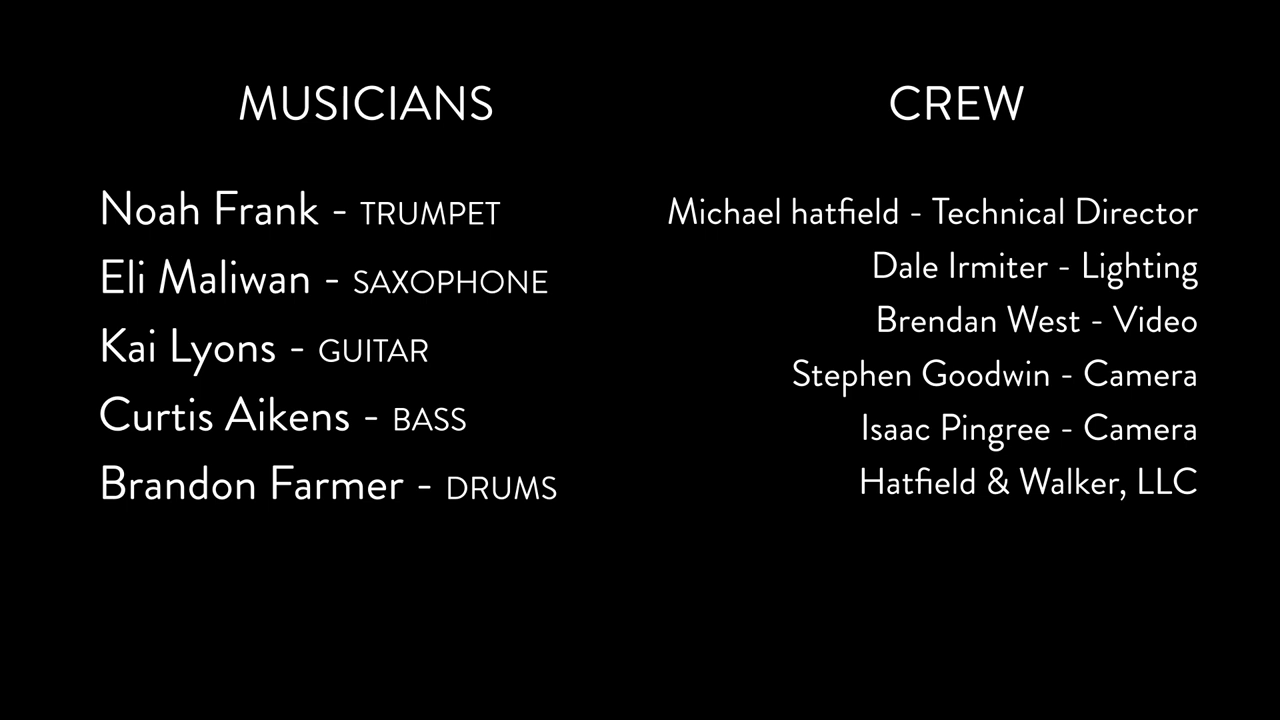 MUSICIANS
Noah Frank - TRUMPET
Eli Maliwan - SAXOPHONE
Kai Lyons - GUITAR
Curtis Aikens - BASS
Brandon Farmer - DRUMS
CREW
Michael hatfield - Technical Director
Dale Irmiter - Lighting
Brendan West - Video
Stephen Goodwin - Camera
Isaac Pingree - Camera
Hatfield & Walker, LLC